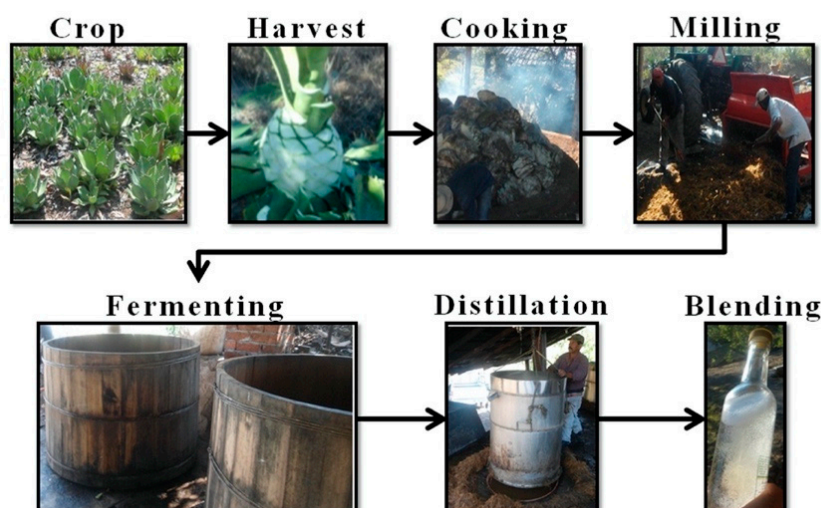 Crop
Harvest
Cooking
Milling
Fermenting
Distillation
Blending